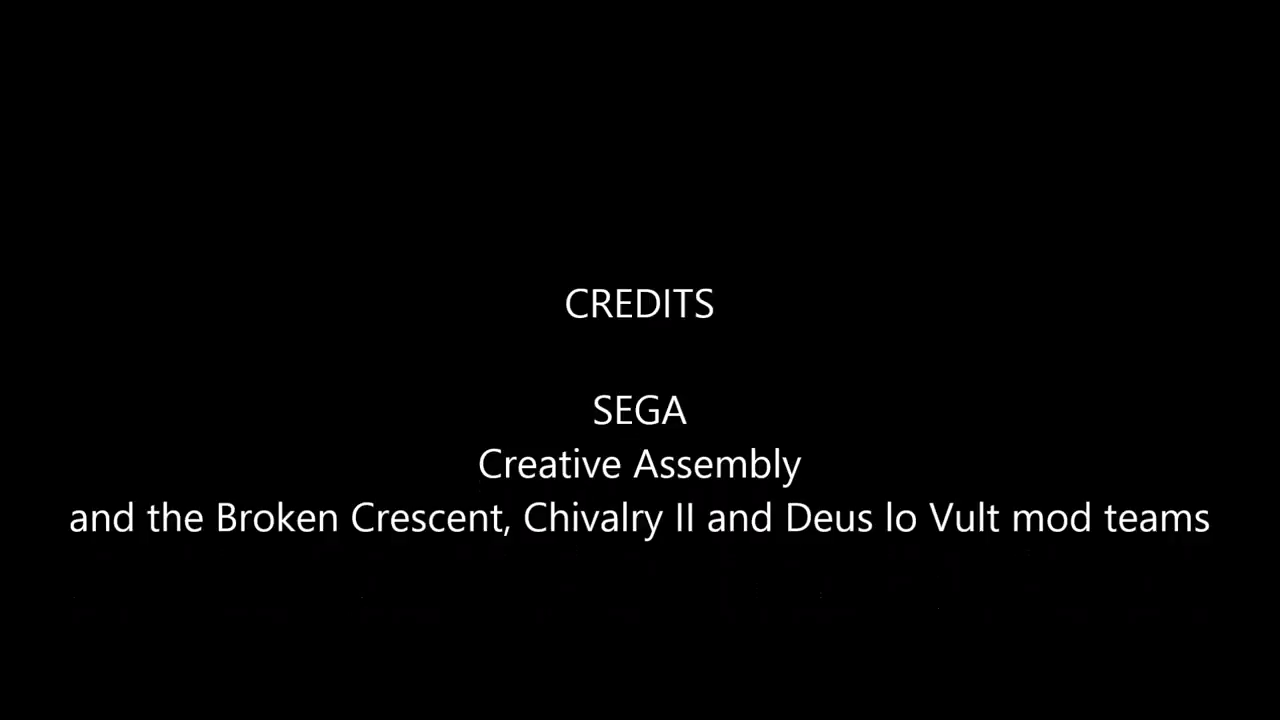 CREDITS
SEGA
Creative Assembly
and the Broken Crescent, Chivalry II and Deus lo Vult mod teams